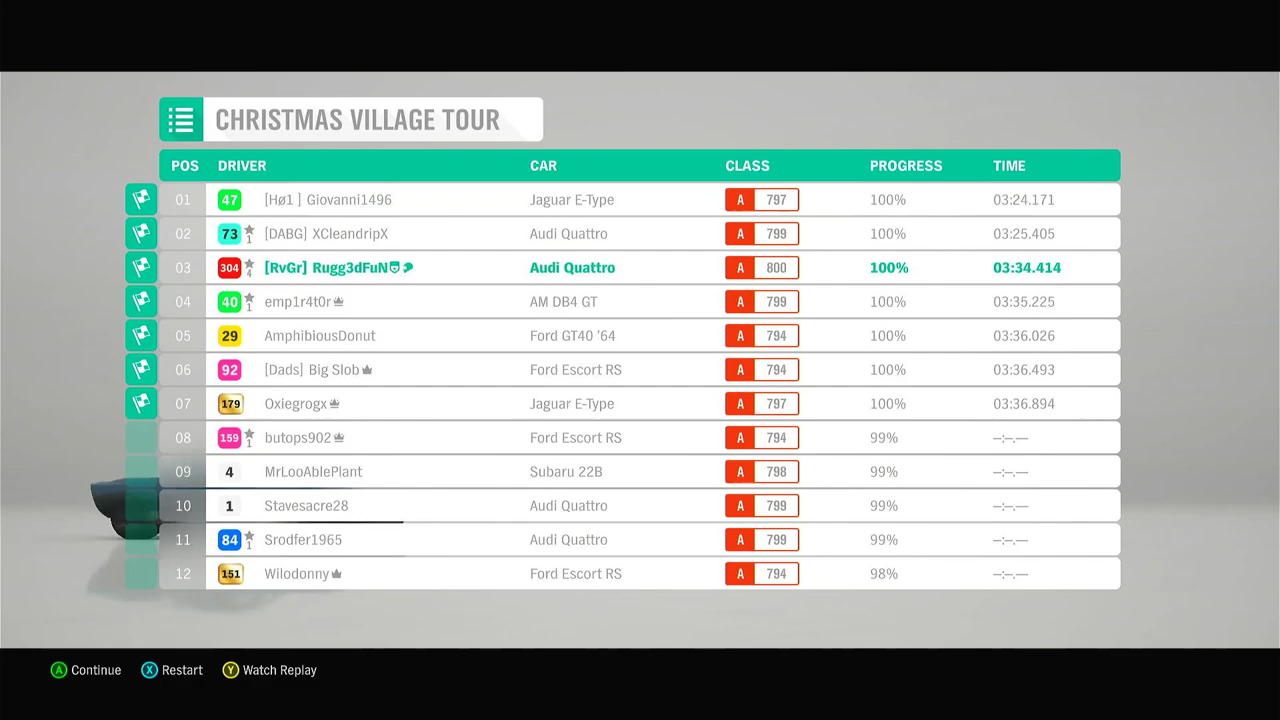 CHRISTMAS VILLAGE TOUR
POS DRIVER CAR CLASS PROGRESS TIME
01 47 [Hø1 ] Giovanni1496 Jaguar E-Type A 797 100% 03:24.171
02 73 1 [DABG] XCleandripX Audi Quattro A 799 100% 03:25.405
03 304 4 [RvGr] Rugg3dFuN Audi Quattro A 800 100% 03:34.414
04 40 1 emp1r4t0r AM DB4 GT A 799 100% 03:35.225
05 29 AmphibiousDonut Ford GT40 '64 A 794 100% 03:36.026
06 92 [Dads] Big Slob Ford Escort RS A 794 100% 03:36.493
07 179 Oxiegrogx Jaguar E-Type A 797 100% 03:36.894
08 159 1 butops902 Ford Escort RS A 794 99% --:--.---
09 4 MrLooAblePlant Subaru 22B A 798 99% --:--.---
10 1 Stavesacre28 Audi Quattro A 799 99% --:--.---
11 84 1 Srodfer1965 Audi Quattro A 799 99% --:--.---
12 151 Wilodonny Ford Escort RS A 794 98% --:--.---
A Continue X Restart Y Watch Replay